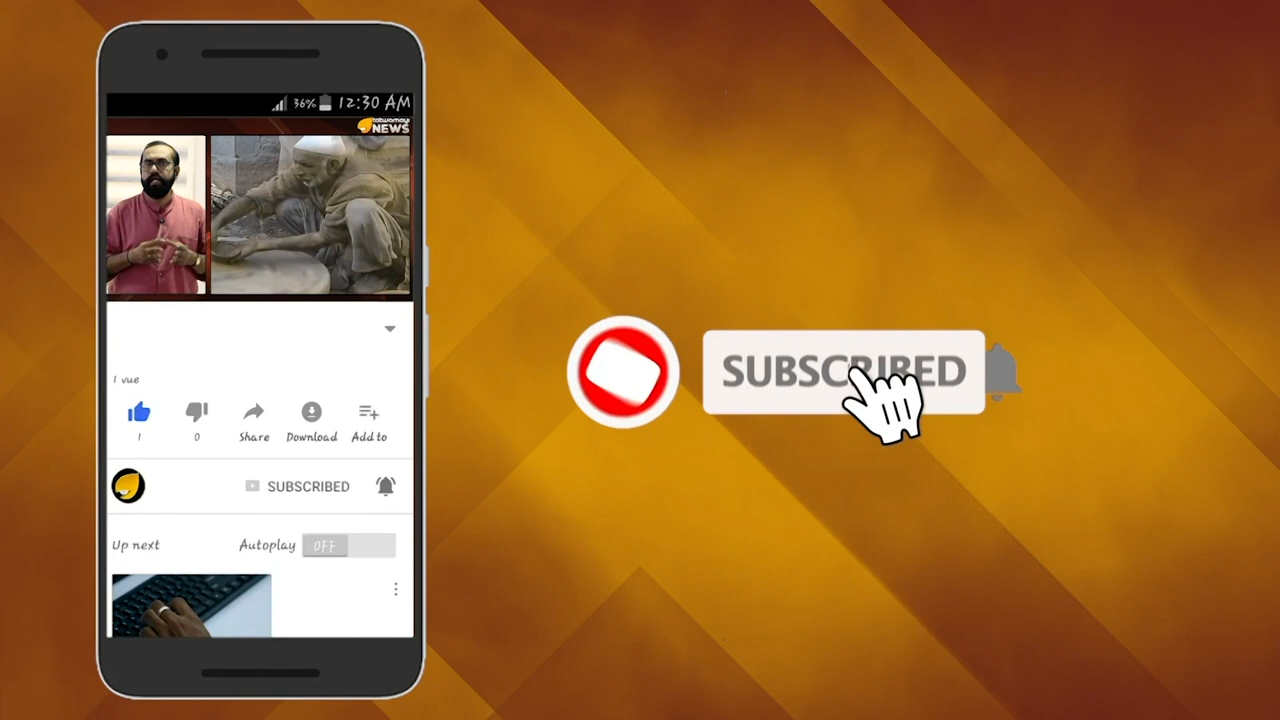 36% 12:30 AM
tatwamayi
NEWS
1 vue
1 0 Share Download Add to
SUBSCRIBED
Up next Autoplay OFF
SUBSCRIBED